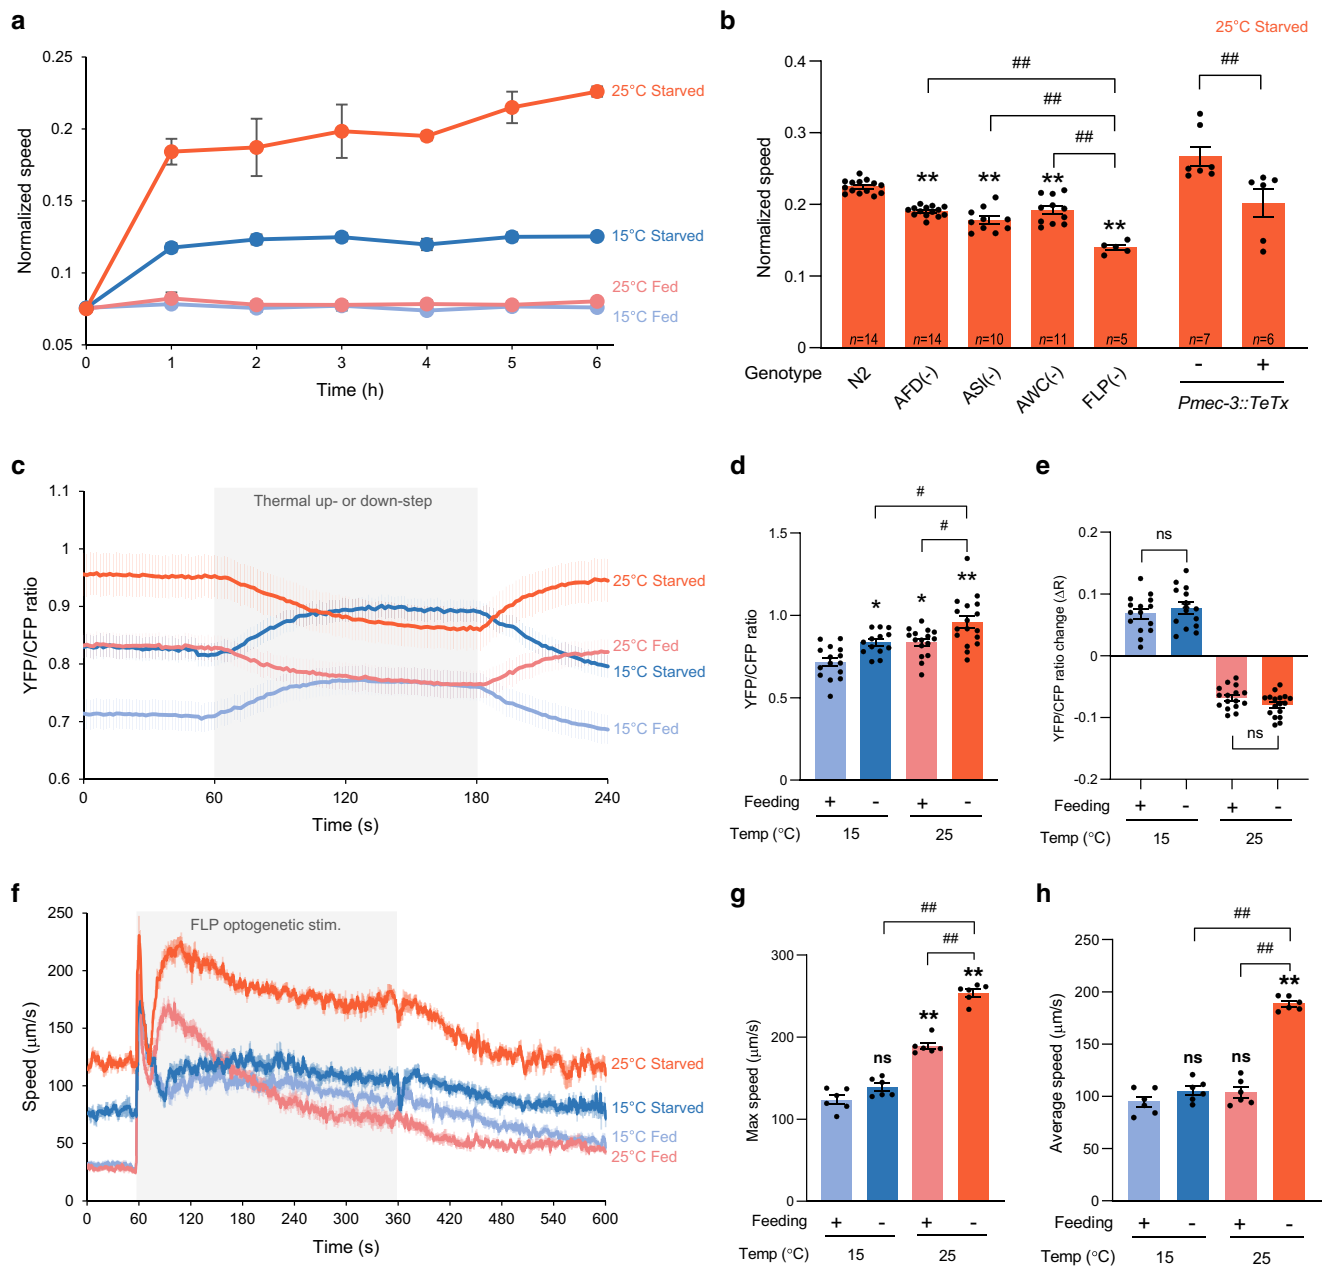 a
Normalized speed
0.25
0.2
0.15
0.1
0.05
0 1 2 3 4 5 6
Time (h)
25°C Starved
15°C Starved
25°C Fed
15°C Fed
b
25°C Starved
Normalized speed
0.4
0.3
0.2
0.1
0
##
##
##
##
** ** ** **
n=14 n=14 n=10 n=11 n=5 n=7 n=6
Genotype N2 AFD(-) ASI(-) AWC(-) FLP(-) - +
Pmec-3::TeTx
c
Thermal up- or down-step
YFP/CFP ratio
1.1
1
0.9
0.8
0.7
0.6
0 60 120 180 240
Time (s)
25°C Starved
25°C Fed
15°C Starved
15°C Fed
d
YFP/CFP ratio
1.5
1.0
0.5
0
#
#
* * **
Feeding + - + -
Temp (°C) 15 25
e
YFP/CFP ratio change (ΔR)
0.2
0.1
0
-0.1
-0.2
ns
ns
Feeding + - + -
Temp (°C) 15 25
f
FLP optogenetic stim.
Speed (μm/s)
250
200
150
100
50
0
0 60 120 180 240 300 360 420 480 540 600
Time (s)
25°C Starved
15°C Starved
15°C Fed
25°C Fed
g
Max speed (μm/s)
300
200
100
0
##
##
ns ** **
Feeding + - + -
Temp (°C) 15 25
h
Average speed (μm/s)
250
200
150
100
50
0
##
##
ns ns **
Feeding + - + -
Temp (°C) 15 25